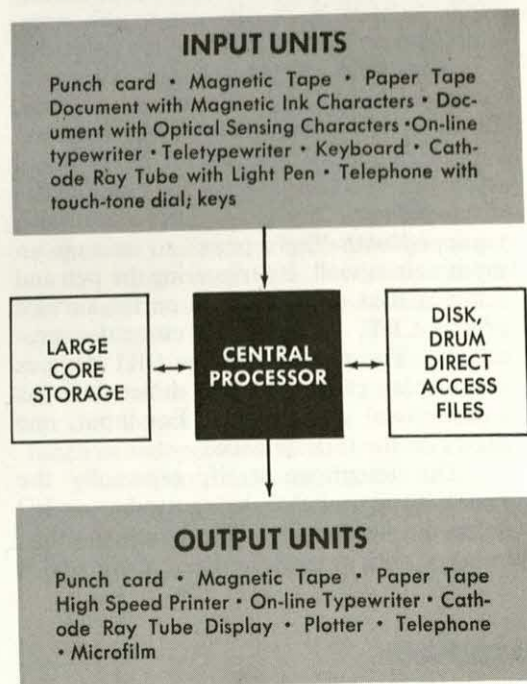 INPUT UNITS
Punch card • Magnetic Tape • Paper Tape
Document with Magnetic Ink Characters • Doc-
ument with Optical Sensing Characters •On-line
typewriter • Teletypewriter • Keyboard • Cath-
ode Ray Tube with Light Pen • Telephone with
touch-tone dial; keys
LARGE
CORE
STORAGE
CENTRAL
PROCESSOR
DISK,
DRUM
DIRECT
ACCESS
FILES
OUTPUT UNITS
Punch card • Magnetic Tape • Paper Tape
High Speed Printer • On-line Typewriter • Cath-
ode Ray Tube Display • Plotter • Telephone
• Microfilm